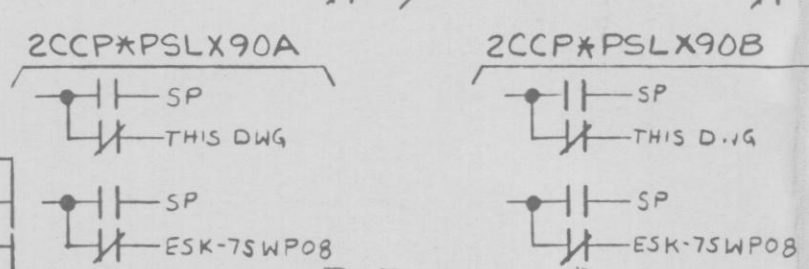 2CCP*PSLX90A
SP
THIS DWG
SP
ESK-7SWP08
2CCP*PSLX90B
SP
THIS
SP
ESK-7SWP08